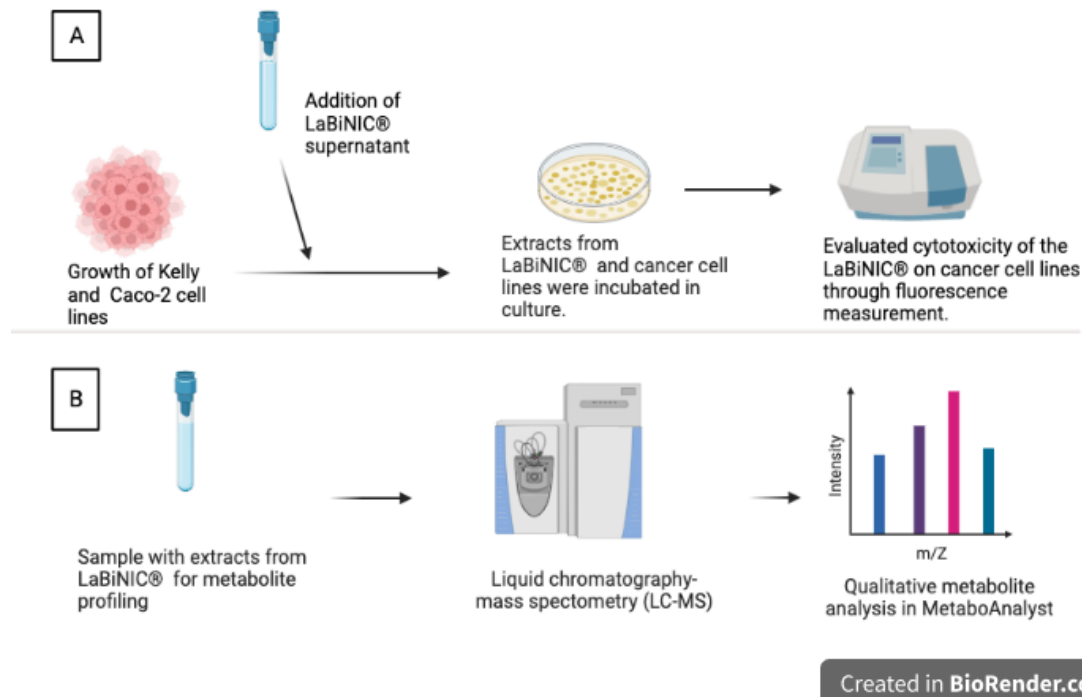 A
Addition of
LaBiNIC® 
supernatant
Growth of Kelly
and Caco-2 cell
lines
Extracts from
LaBiNIC® and cancer cell
lines were incubated in
culture.
Evaluated cytotoxicity of the
LaBiNIC® on cancer cell lines
through fluorescence
measurement.
B
Sample with extracts from
LaBiNIC® for metabolite
profiling
Liquid chromatography-
mass spectometry (LC-MS)
Intensity
m/Z
Qualitative metabolite
analysis in MetaboAnalyst
Created in BioRender.co